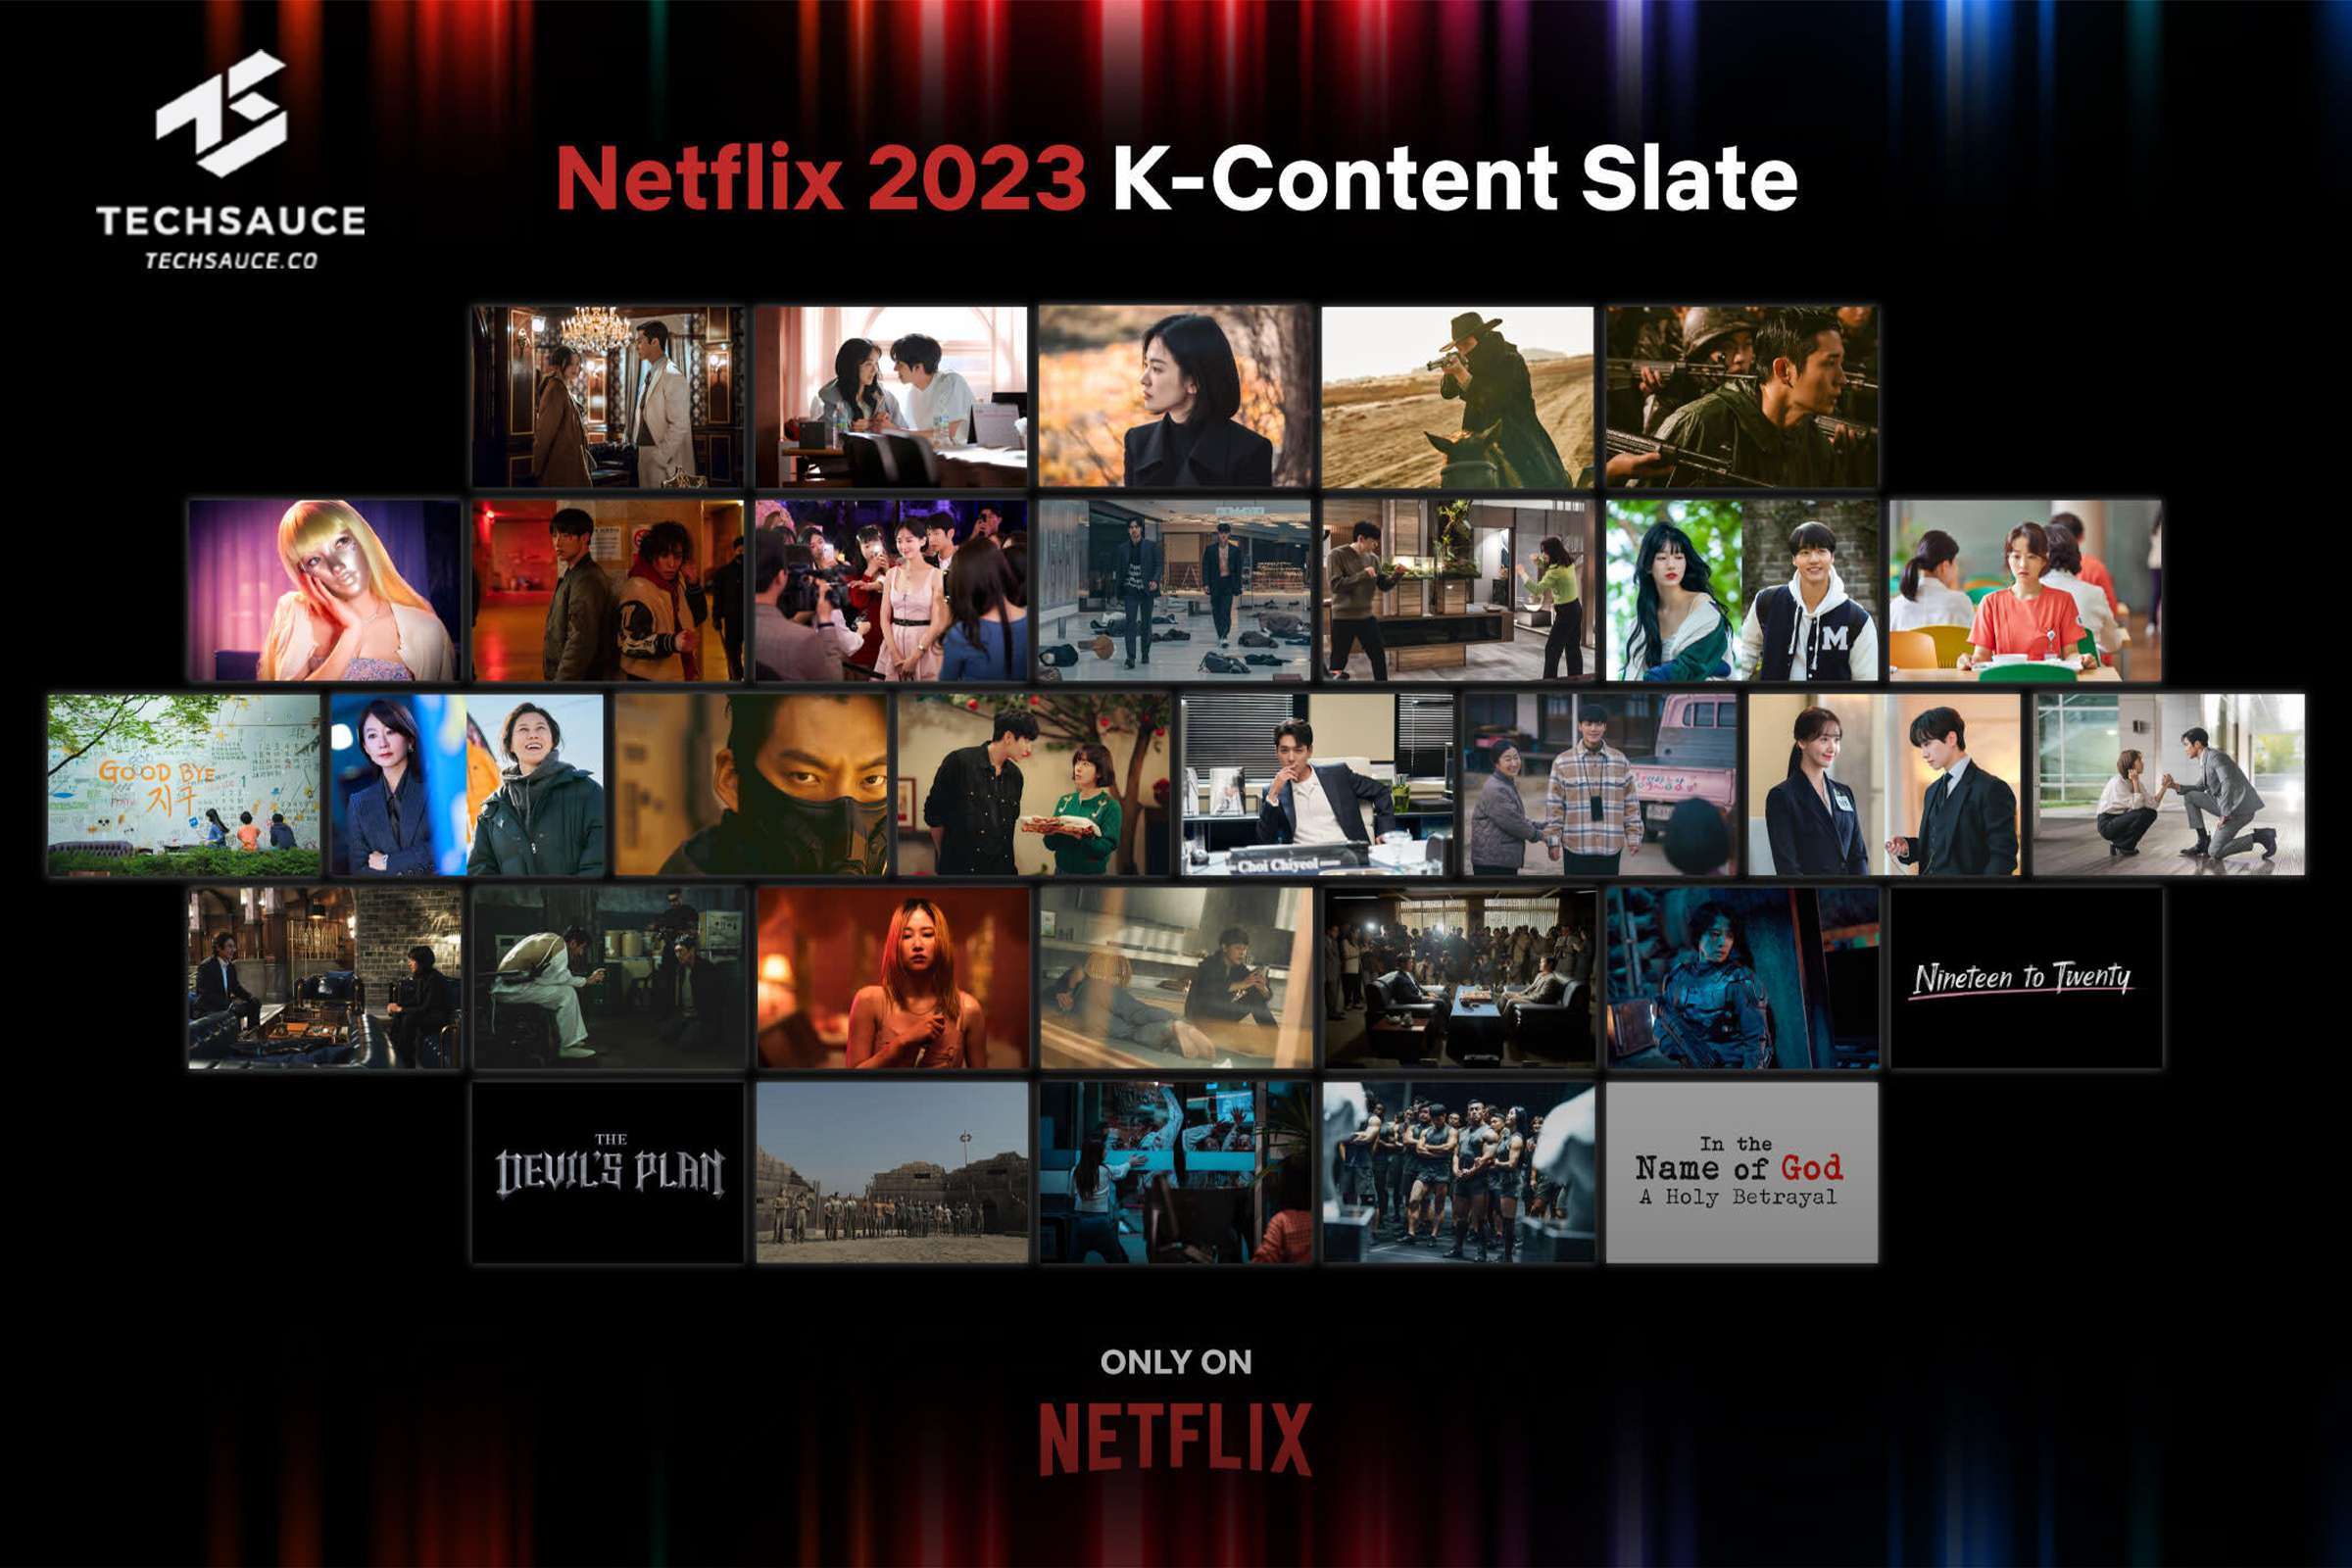 TECHSAUCE
TECHSAUCE.CO
Netflix 2023 K-Content Slate
M
GOOD BYE
지구
Choi Chiyeol
Nineteen to Twenty
THE
DEVIL'S PLAN
In the
Name of God
A Holy Betrayal
ONLY ON
NETFLIX